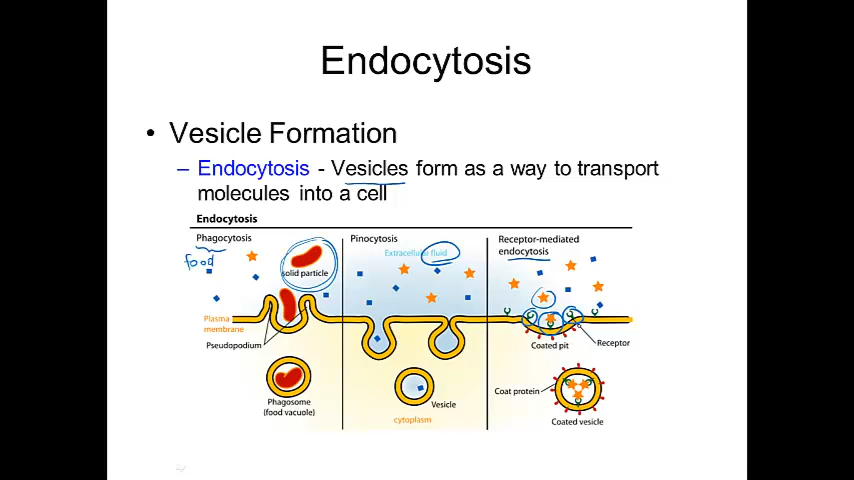 Endocytosis
• Vesicle Formation
– Endocytosis - Vesicles form as a way to transport
molecules into a cell
Endocytosis
Phagocytosis
food
solid particle
Plasma
membrane
Pseudopodium
Phagosome
(food vacuole)
Pinocytosis
Extracellular fluid
Vesicle
cytoplasm
Receptor-mediated
endocytosis
Coated pit
Receptor
Coat protein
Coated vesicle